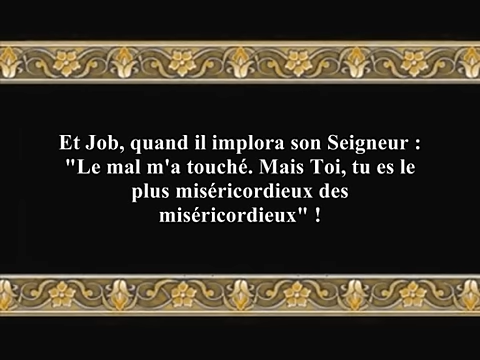 Et Job, quand il implora son Seigneur :
"Le mal m'a touché. Mais Toi, tu es le
plus miséricordieux des
miséricordieux" !